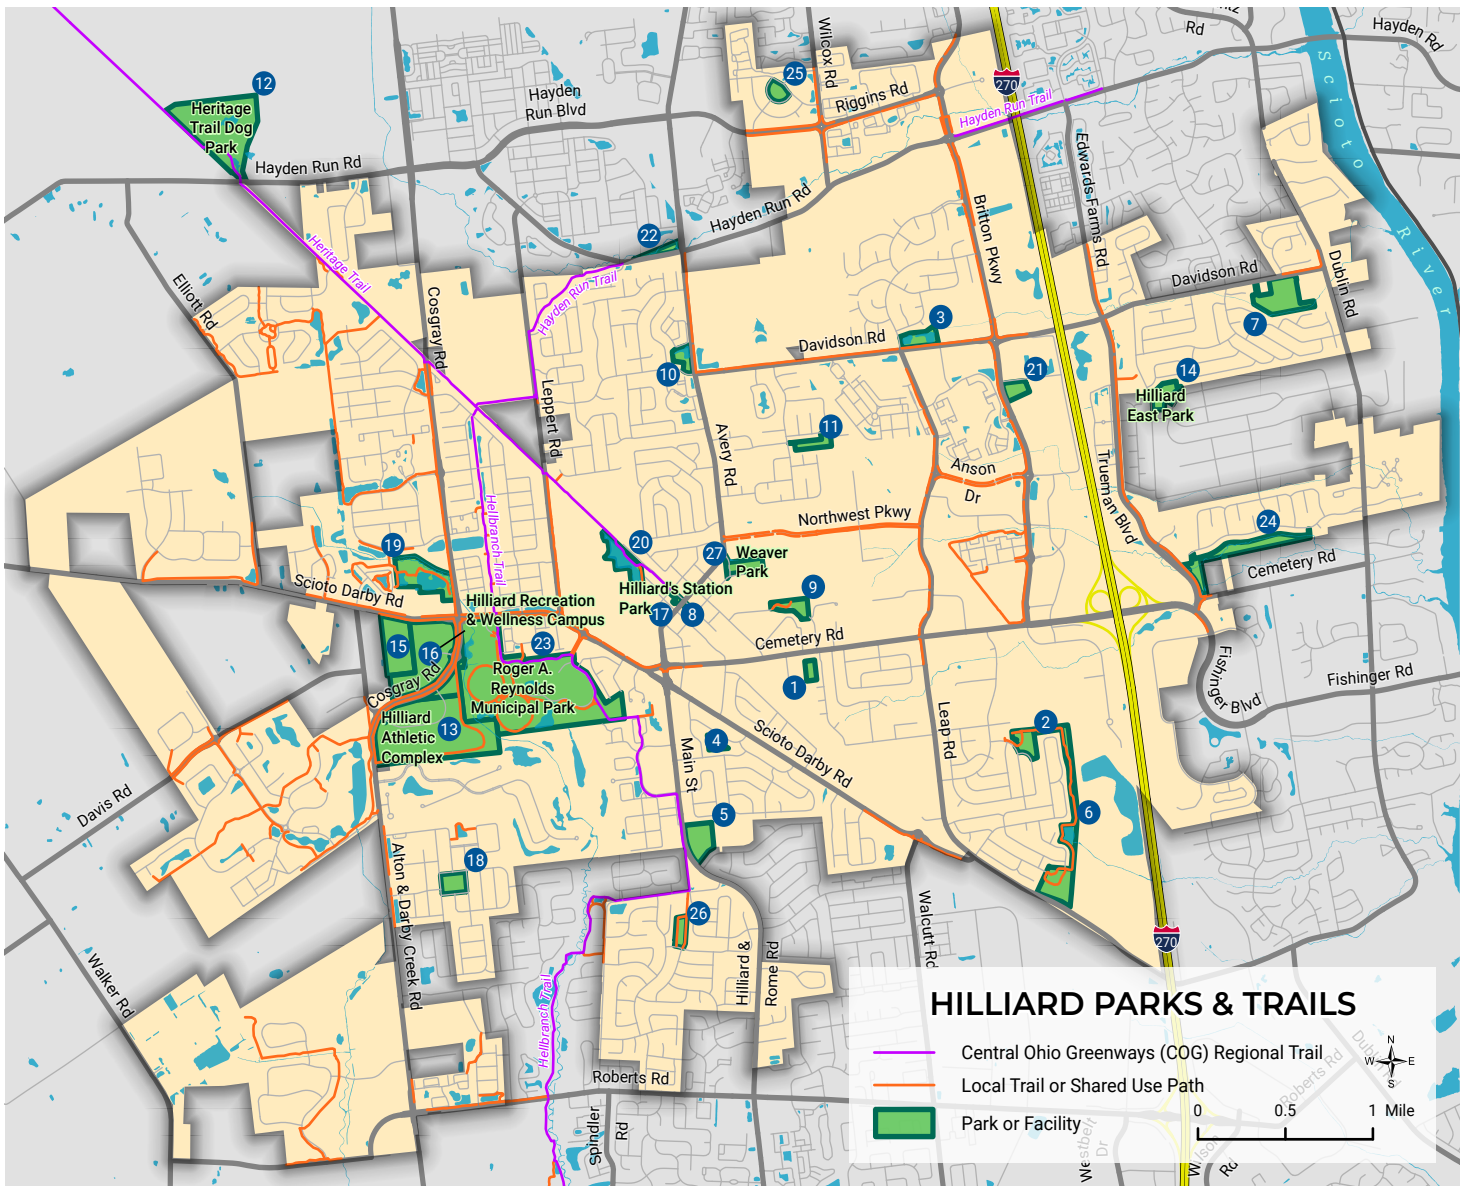 Rd
Hayden Rd
Wilcox Rd
25
12
Heritage
Trail Dog
Park
Hayden
Run Blvd
Riggins Rd
270
Hayden Run Trail
Scioto River
Edwards Farms Rd
Hayden Run Rd
Hayden Run Rd
22
Britton Pkwy
Heritage Trail
Elliott Rd
Hayden Run Trail
Cosgray Rd
Davidson Rd
Dublin Rd
7
3
Davidson Rd
10
21
14
Hilliard
East Park
Leppert Rd
Avery Rd
11
Anson
Dr
Trueman Blvd
Northwest Pkwy
24
Cemetery Rd
Hellbranch Trail
19
20
27
Weaver
Park
Scioto Darby Rd
Hilliard's Station
Park
17
8
9
Hilliard Recreation
& Wellness Campus
15
16
23
Cemetery Rd
1
Cosgray Rd
Roger A.
Reynolds
Municipal Park
Fishinger Blvd
Fishinger Rd
Hilliard
Athletic
Complex
13
4
Main St
Scioto Darby Rd
Leap Rd
2
Davis Rd
5
6
18
Alton & Darby Creek Rd
26
Walcutt Rd
Walker Rd
Hilliard &
Rome Rd
270
Hellbranch Trail
Roberts Rd
Spindler
Rd
HILLIARD PARKS & TRAILS
Central Ohio Greenways (COG) Regional Trail
Local Trail or Shared Use Path
Park or Facility
N
W
E
S
0 0.5 1 Mile
Roberts Rd
Westbelt
Dr
Wilson
Rd